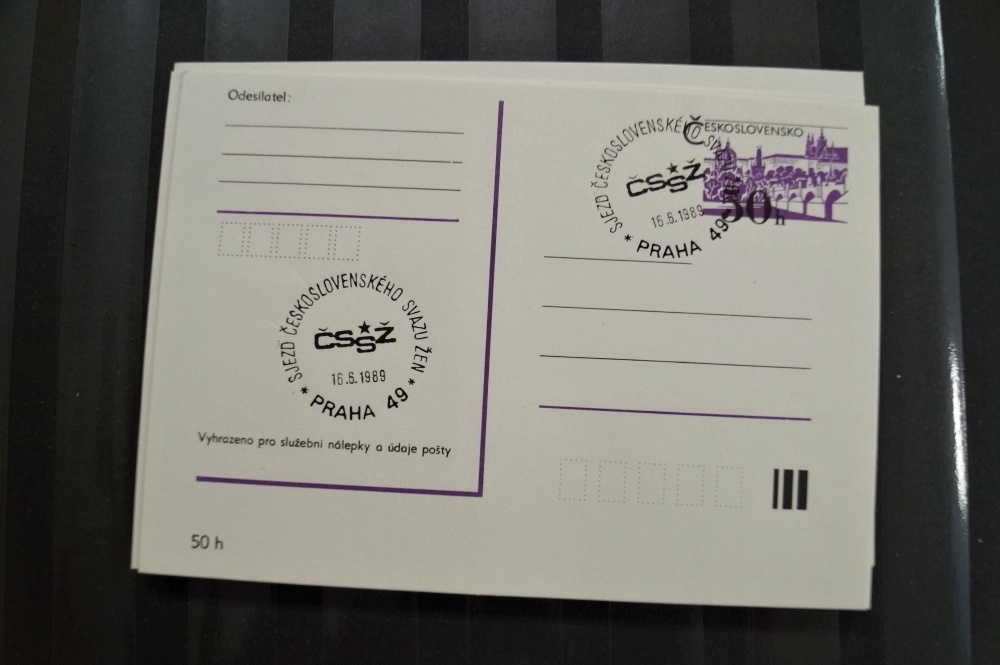 Odesílatel:
SJEZD ČESKOSLOVENSKÉHO SVAZU ŽEN
ČSSŽ
16.6.1989
* PRAHA 49 *
Vyhrazeno pro služební nálepky a údaje pošty
50 h
ČESKOSLOVENSKO
50h
SJEZD ČESKOSLOVENSKÉHO SVAZU
ČSSŽ
16.6.1989
* PRAHA 49